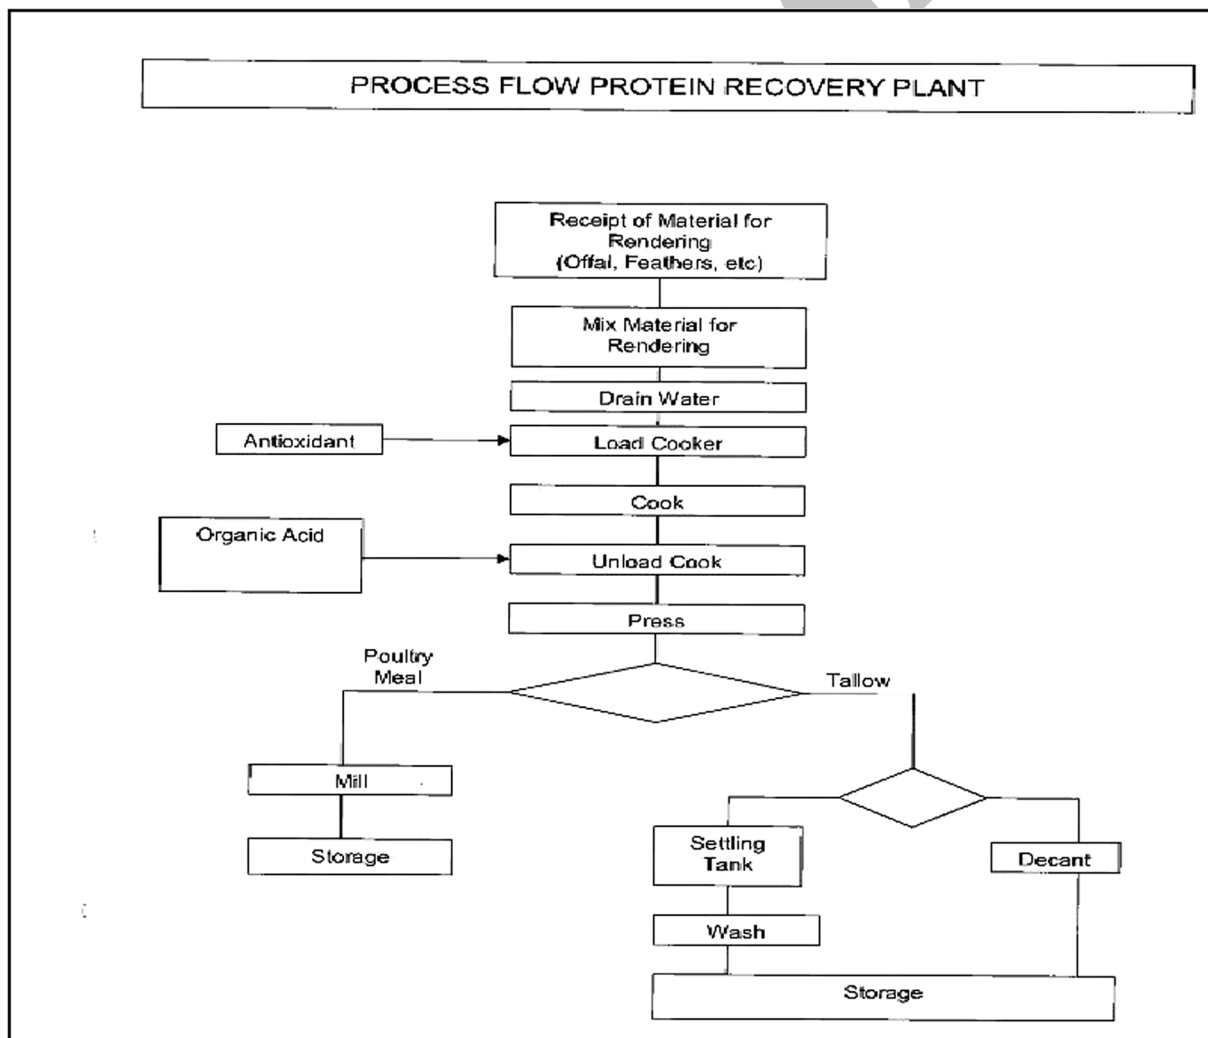 PROCESS FLOW PROTEIN RECOVERY PLANT
Receipt of Material for
Rendering
(Offal, Feathers, etc)
Mix Material for
Rendering
Drain Water
Antioxidant
Load Cooker
Cook
Organic Acid
Unload Cook
Press
Poultry
Meal
Tallow
Mill
Storage
Settling
Tank
Decant
Wash
Storage